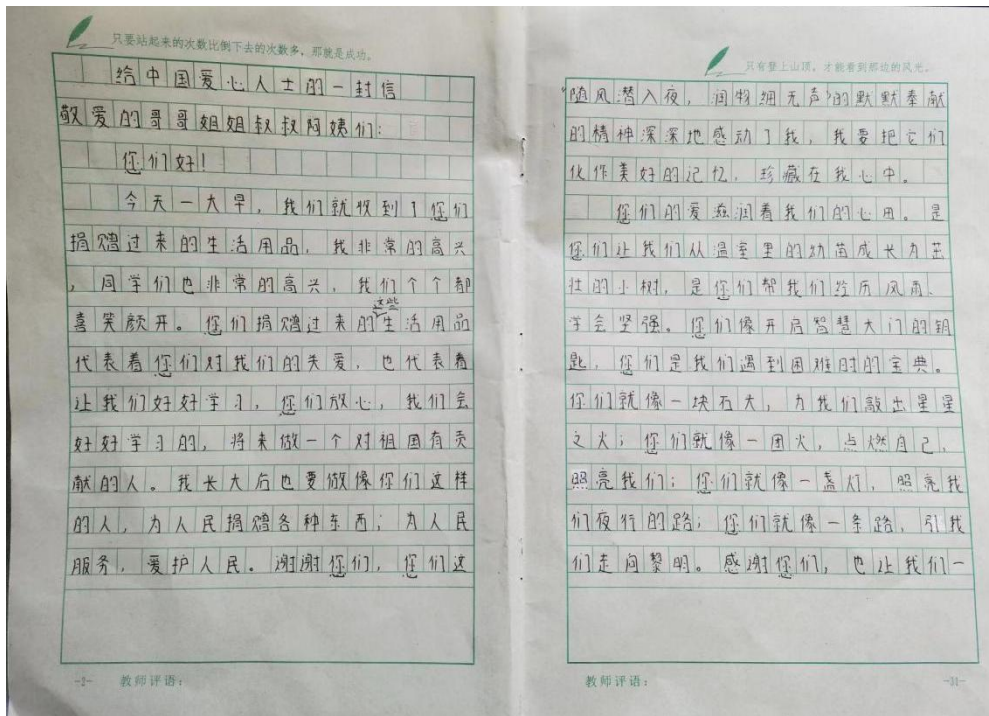 只要站起来的次数比倒下去的次数多，那就是成功。
给中国爱心人士的一封信
敬爱的哥哥姐姐叔叔阿姨们：
您们好！
今天一大早，我们就收到了您们
捐赠过来的生活用品，我非常的高兴
，同学们也非常的高兴，我们个个都
喜笑颜开。您们捐赠过来的这些生活用品
代表着您们对我们的关爱，也代表着
让我们好好学习，您们放心，我们会
好好学习的，将来做一个对祖国有贡
献的人。我长大后也要做像你们这样
的人，为人民捐赠各种东西；为人民
服务，爱护人民。谢谢您们，您们这
-2- 教师评语：
只有登上山顶，才能看到那边的风光。
“随风潜入夜，润物细无声”的默默奉献
的精神深深地感动了我，我要把它们
化作美好的记忆，珍藏在我心中。
您们的爱滋润着我们的心田。是
您们让我们从温室里的幼苗成长为茁
壮的小树，是您们帮我们经历风雨、
学会坚强。您们像开启智慧大门的钥
匙，您们是我们遇到困难时的宝典。
你们就像一块石火，为我们敲出星星
之火；您们就像一团火，点燃自己，
照亮我们；您们就像一盏灯，照亮我
们夜行的路；您们就像一条路，引我
们走向黎明。感谢您们，也让我们一
教师评语：